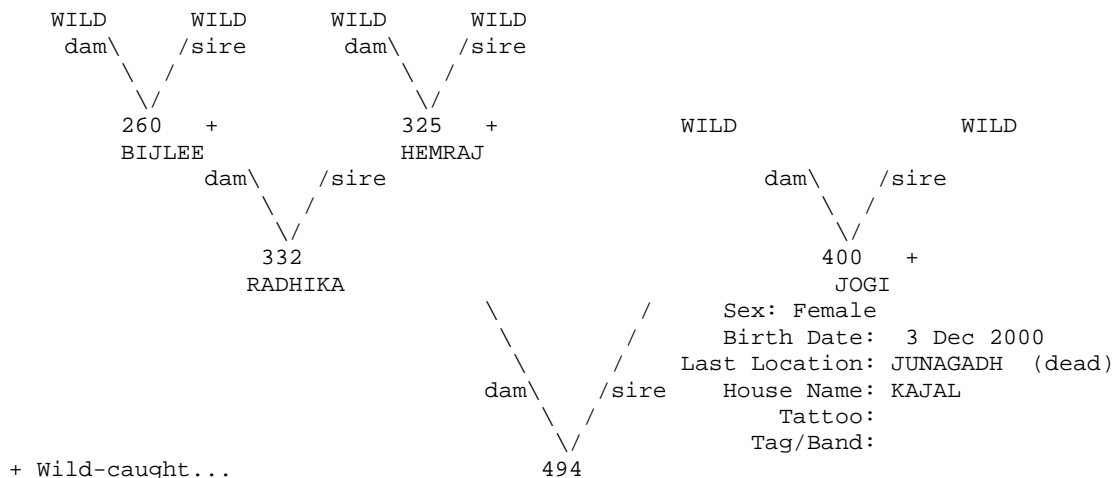 WILD WILD WILD WILD
dam\ /sire dam\ /sire
\ / \ /
\/ \/
260 + 325 + WILD WILD
BIJLEE HEMRAJ
dam\ /sire dam\ /sire
\ / \ /
\/ \/
332 400 +
RADHIKA JOGI
\ / Sex: Female
\ / Birth Date: 3 Dec 2000
\ / Last Location: JUNAGADH (dead)
dam\ /sire House Name: KAJAL
\ / Tattoo:
\/ Tag/Band:
+ Wild-caught... 494